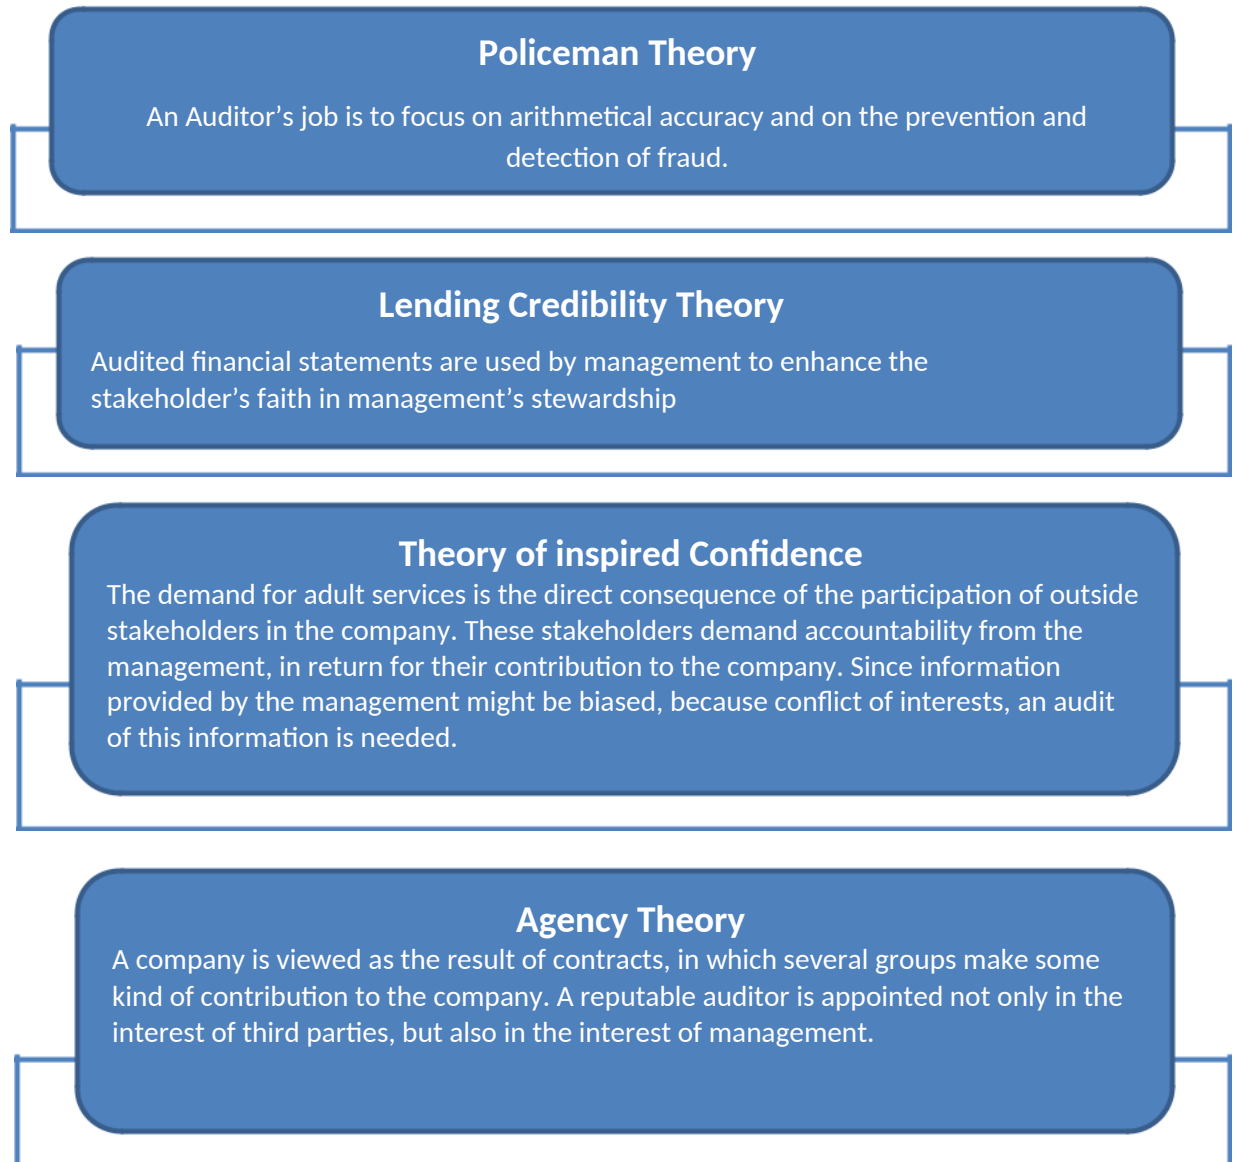 Policeman Theory
An Auditor’s job is to focus on arithmetical accuracy and on the prevention and
detection of fraud.
Lending Credibility Theory
Audited financial statements are used by management to enhance the
stakeholder’s faith in management’s stewardship
Theory of inspired Confidence
The demand for adult services is the direct consequence of the participation of outside
stakeholders in the company. These stakeholders demand accountability from the
management, in return for their contribution to the company. Since information
provided by the management might be biased, because conflict of interests, an audit
of this information is needed.
Agency Theory
A company is viewed as the result of contracts, in which several groups make some
kind of contribution to the company. A reputable auditor is appointed not only in the
interest of third parties, but also in the interest of management.